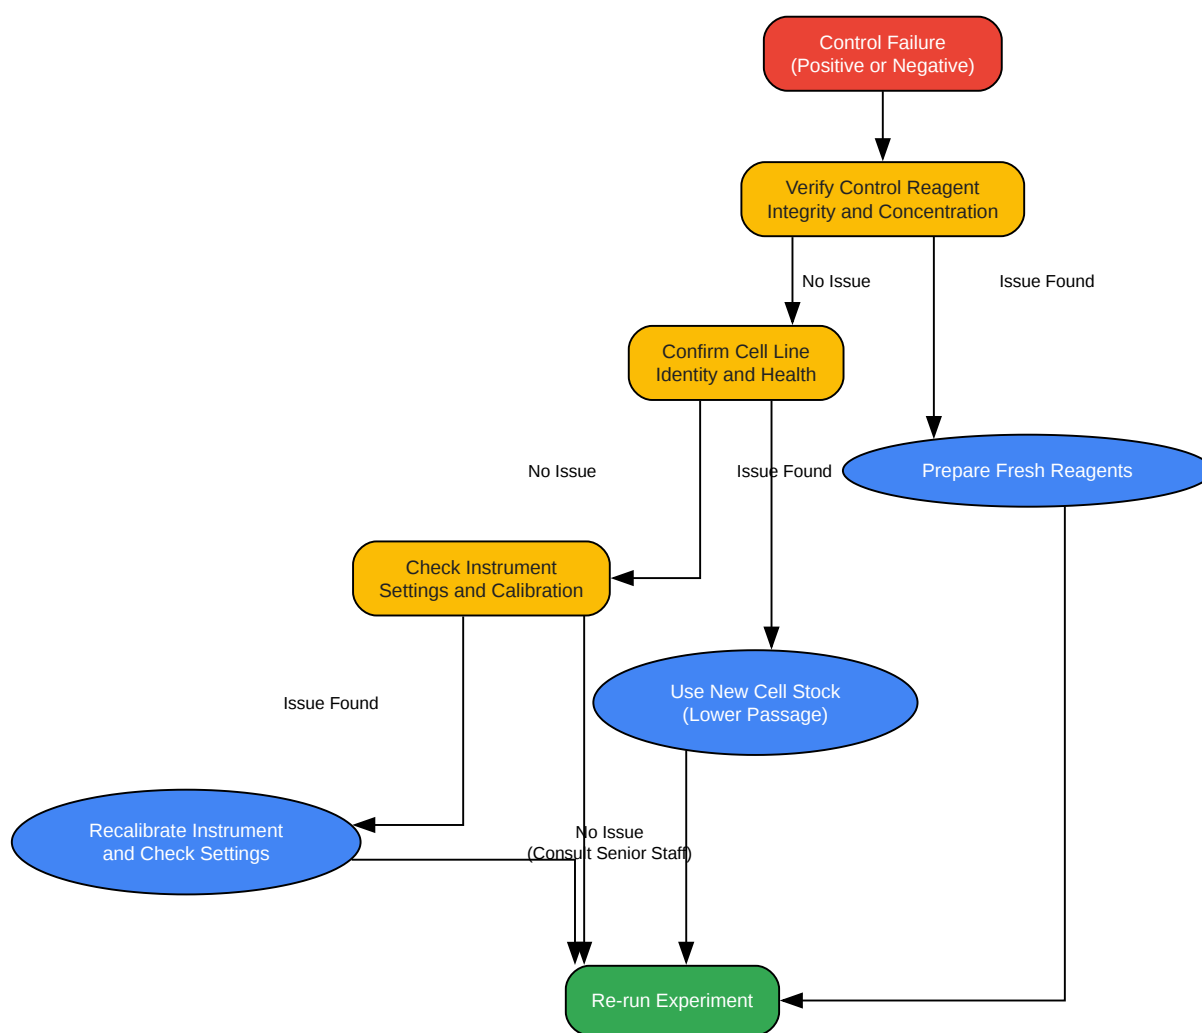 Control Failure
(Positive or Negative)
Verify Control Reagent
Integrity and Concentration
No Issue
Issue Found
Confirm Cell Line
Identity and Health
No Issue
Issue Found
Prepare Fresh Reagents
Check Instrument
Settings and Calibration
Use New Cell Stock
(Lower Passage)
Issue Found
Recalibrate Instrument
and Check Settings
No Issue
(Consult Senior Staff)
Re-run Experiment